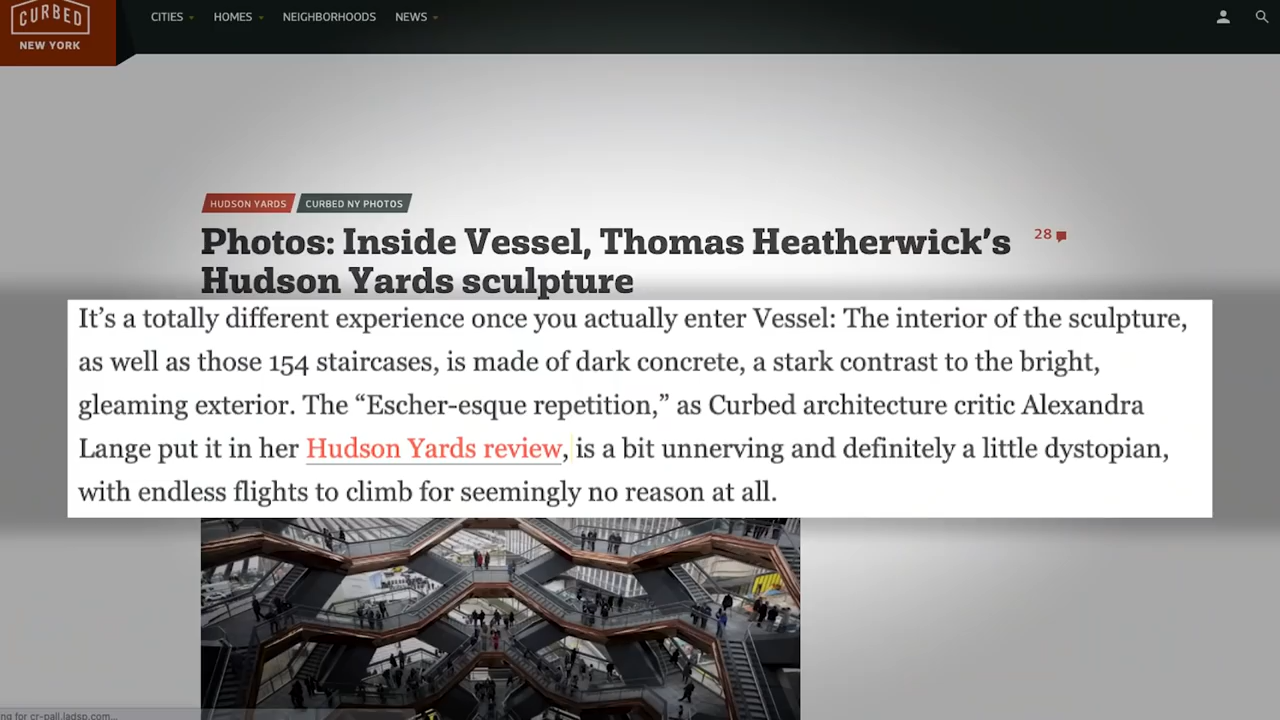 CURBED
NEW YORK
CITIES HOMES NEIGHBORHOODS NEWS
HUDSON YARDS CURBED NY PHOTOS
Photos: Inside Vessel, Thomas Heatherwick’s
Hudson Yards sculpture
28
It’s a totally different experience once you actually enter Vessel: The interior of the sculpture,
as well as those 154 staircases, is made of dark concrete, a stark contrast to the bright,
gleaming exterior. The “Escher-esque repetition,” as Curbed architecture critic Alexandra
Lange put it in her Hudson Yards review, is a bit unnerving and definitely a little dystopian,
with endless flights to climb for seemingly no reason at all.